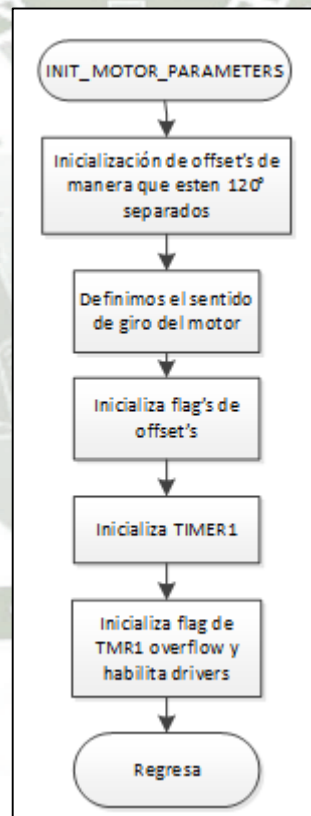 INIT_MOTOR_PARAMETERS
Inicialización de offset's de
manera que esten 120°
separados
Definimos el sentido
de giro del motor
Inicializa flag's de
offset's
Inicializa TIMER1
Inicializa flag de
TMR1 overflow y
habilita drivers
Regresa